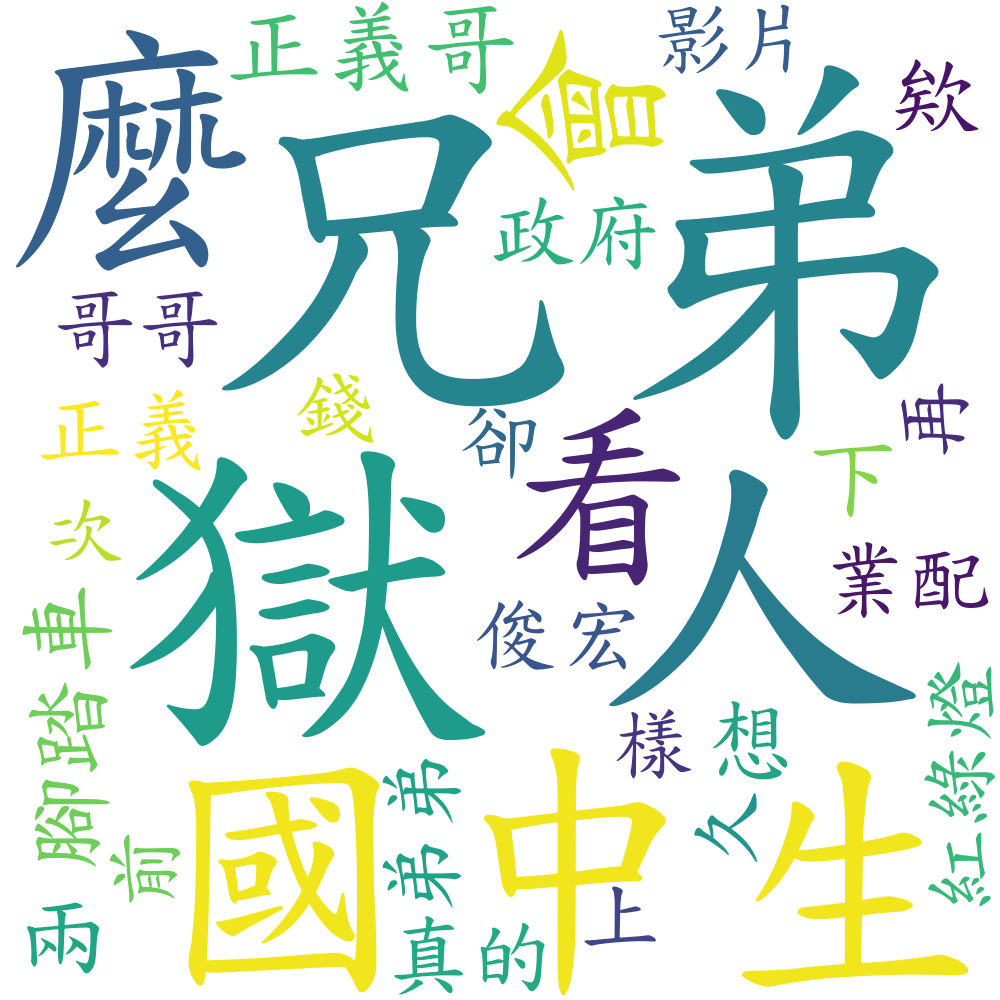 正義哥
影片
麼
兄弟
會
欸
政府
哥哥
正義
錢
卻
看
再
下
次
獄
人
業配
俊宏
腳踏車
樣
想
紅綠燈
國中生
弟弟
久
前
上
兩
真的